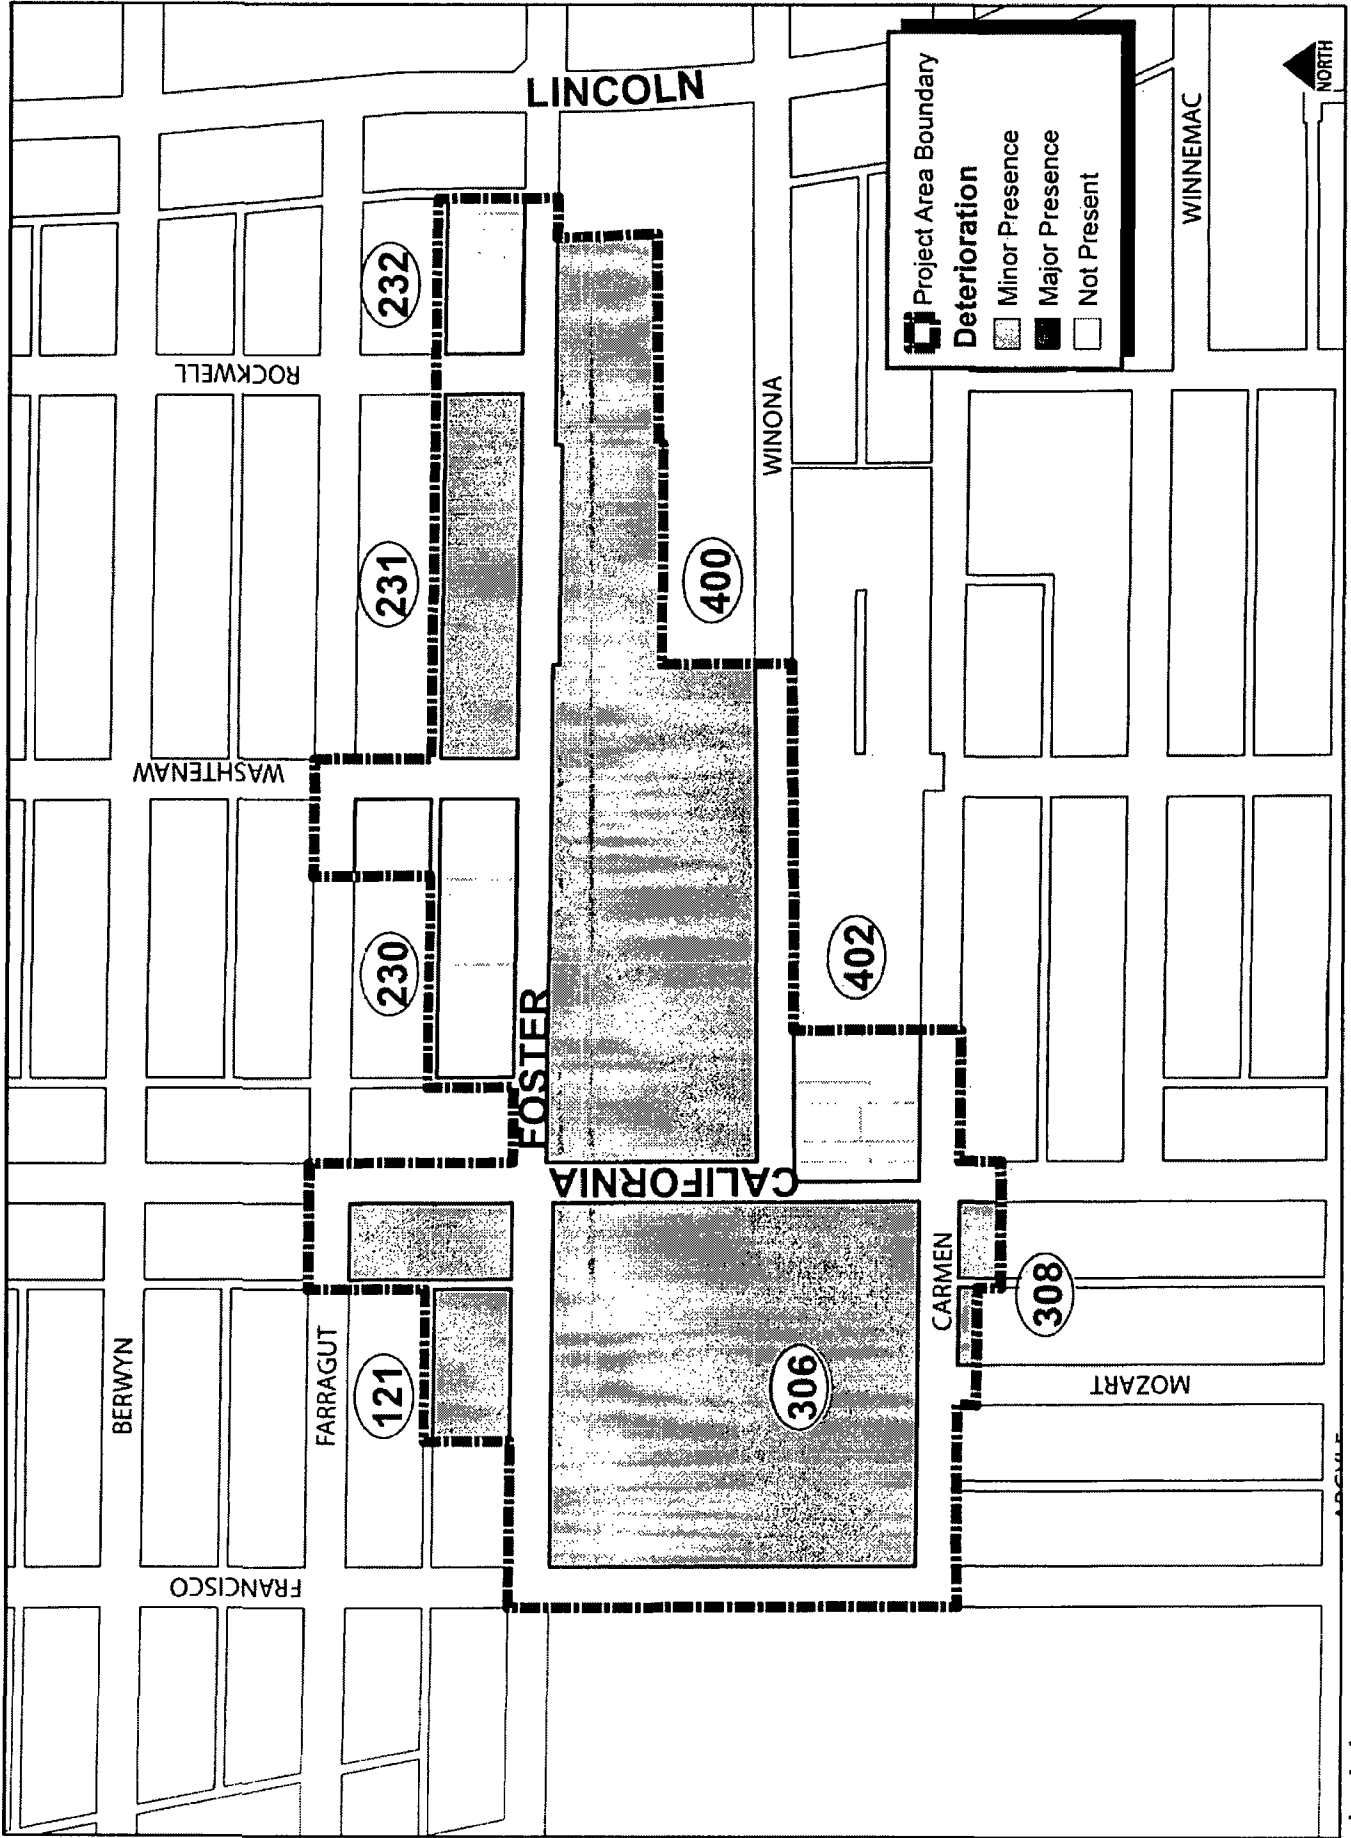 LINCOLN
Project Area Boundary
Deterioration
Minor Presence
Major Presence
Not Present
NORTH
WINNEMAC
232
ROCKWELL
231
WINONA
400
WASHTENAW
230
FOSTER
402
CALIFORNIA
BERWYN
FARRAGUT
121
306
CARMEN
308
MOZART
FRANCISCO